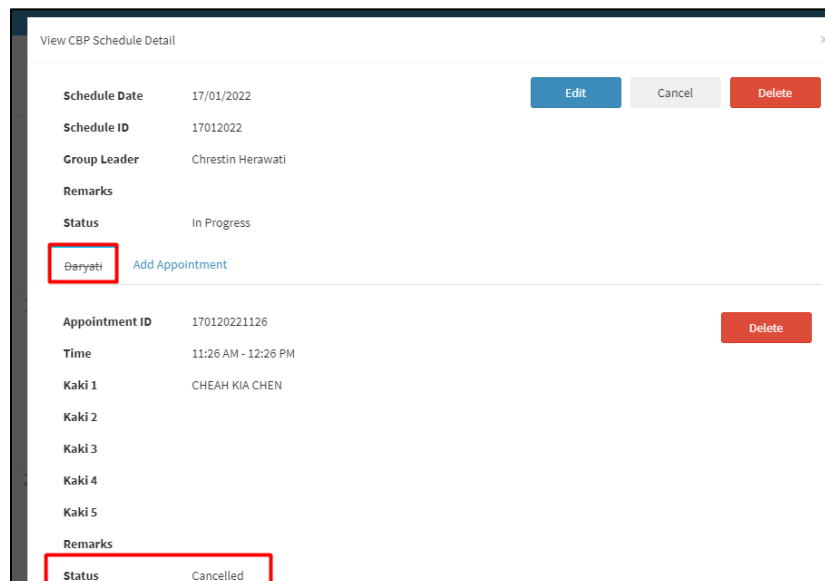 View CBP Schedule Detail ×
Schedule Date 17/01/2022 Edit Cancel Delete
Schedule ID 17012022
Group Leader Chrestin Herawati
Remarks
Status In Progress
Daryati Add Appointment
Appointment ID 170120221126 Delete
Time 11:26 AM - 12:26 PM
Kaki 1 CHEAH KIA CHEN
Kaki 2
Kaki 3
Kaki 4
Kaki 5
Remarks
Status Cancelled